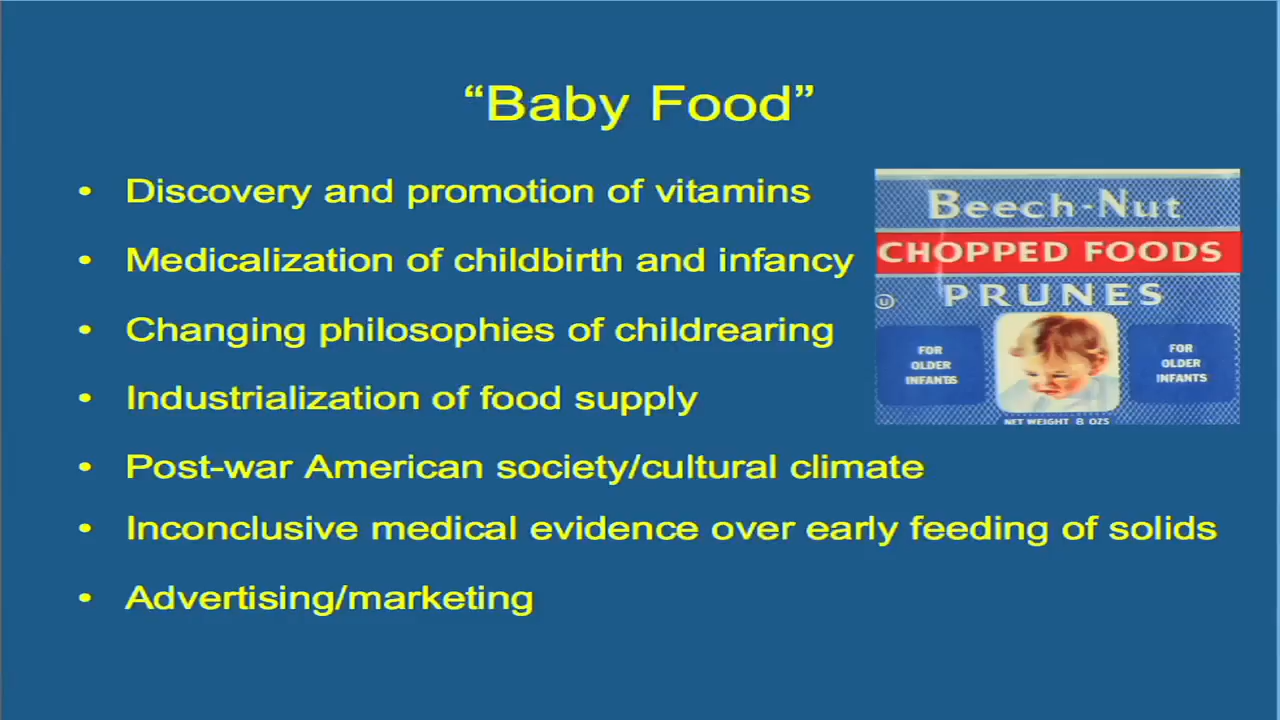 “Baby Food”
• Discovery and promotion of vitamins
• Medicalization of childbirth and infancy
• Changing philosophies of childrearing
• Industrialization of food supply
• Post-war American society/cultural climate
• Inconclusive medical evidence over early feeding of solids
• Advertising/marketing
Beech-Nut
CHOPPED FOODS
U
PRUNES
FOR
OLDER
INFANTS
FOR
OLDER
INFANTS
NET WEIGHT 8 OZS